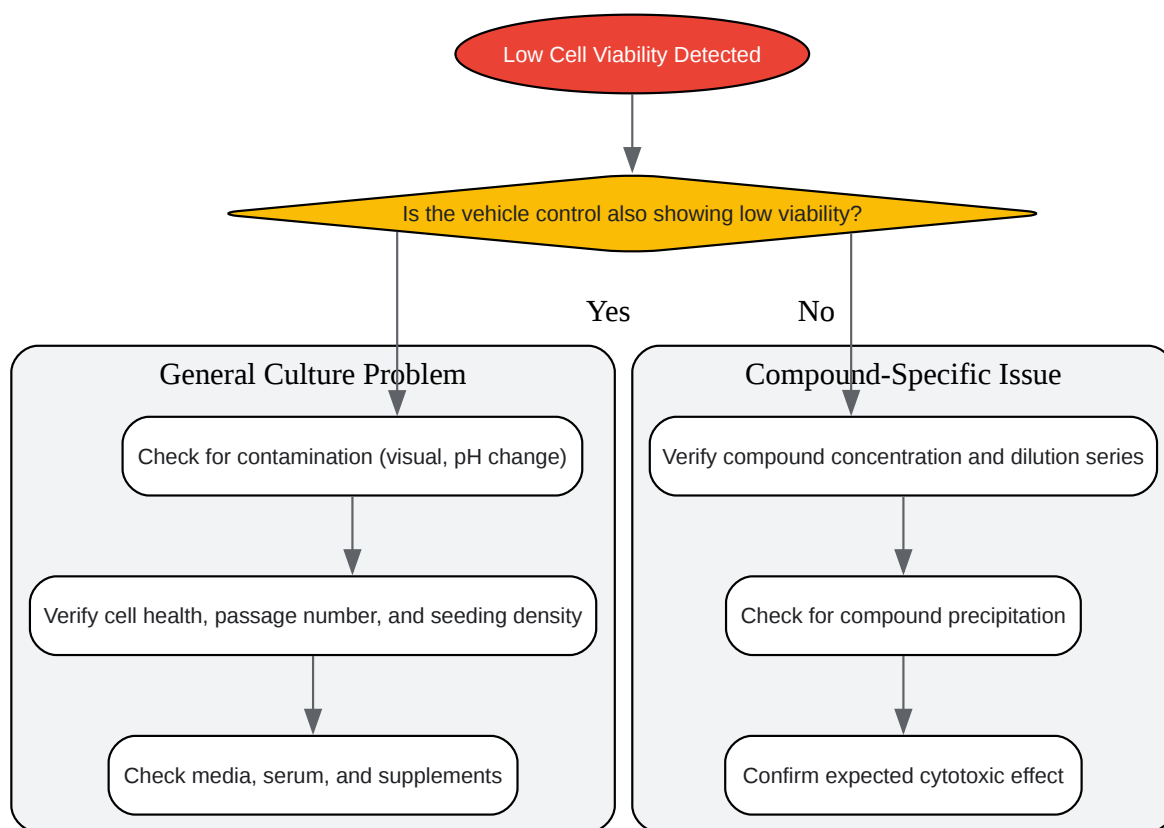 Low Cell Viability Detected
Is the vehicle control also showing low viability?
Yes
No
General Culture Problem
Check for contamination (visual, pH change)
Verify cell health, passage number, and seeding density
Check media, serum, and supplements
Compound-Specific Issue
Verify compound concentration and dilution series
Check for compound precipitation
Confirm expected cytotoxic effect